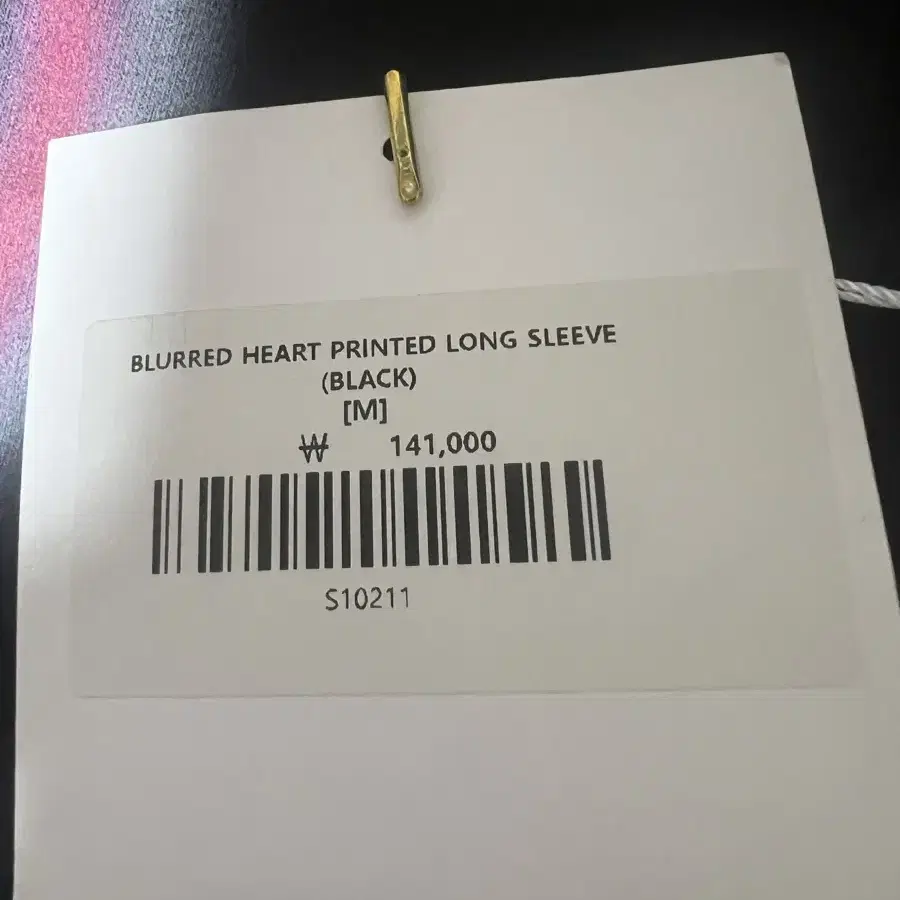 BLURRED HEART PRINTED LONG SLEEVE
(BLACK)
[M]
₩ 141,000
S10211